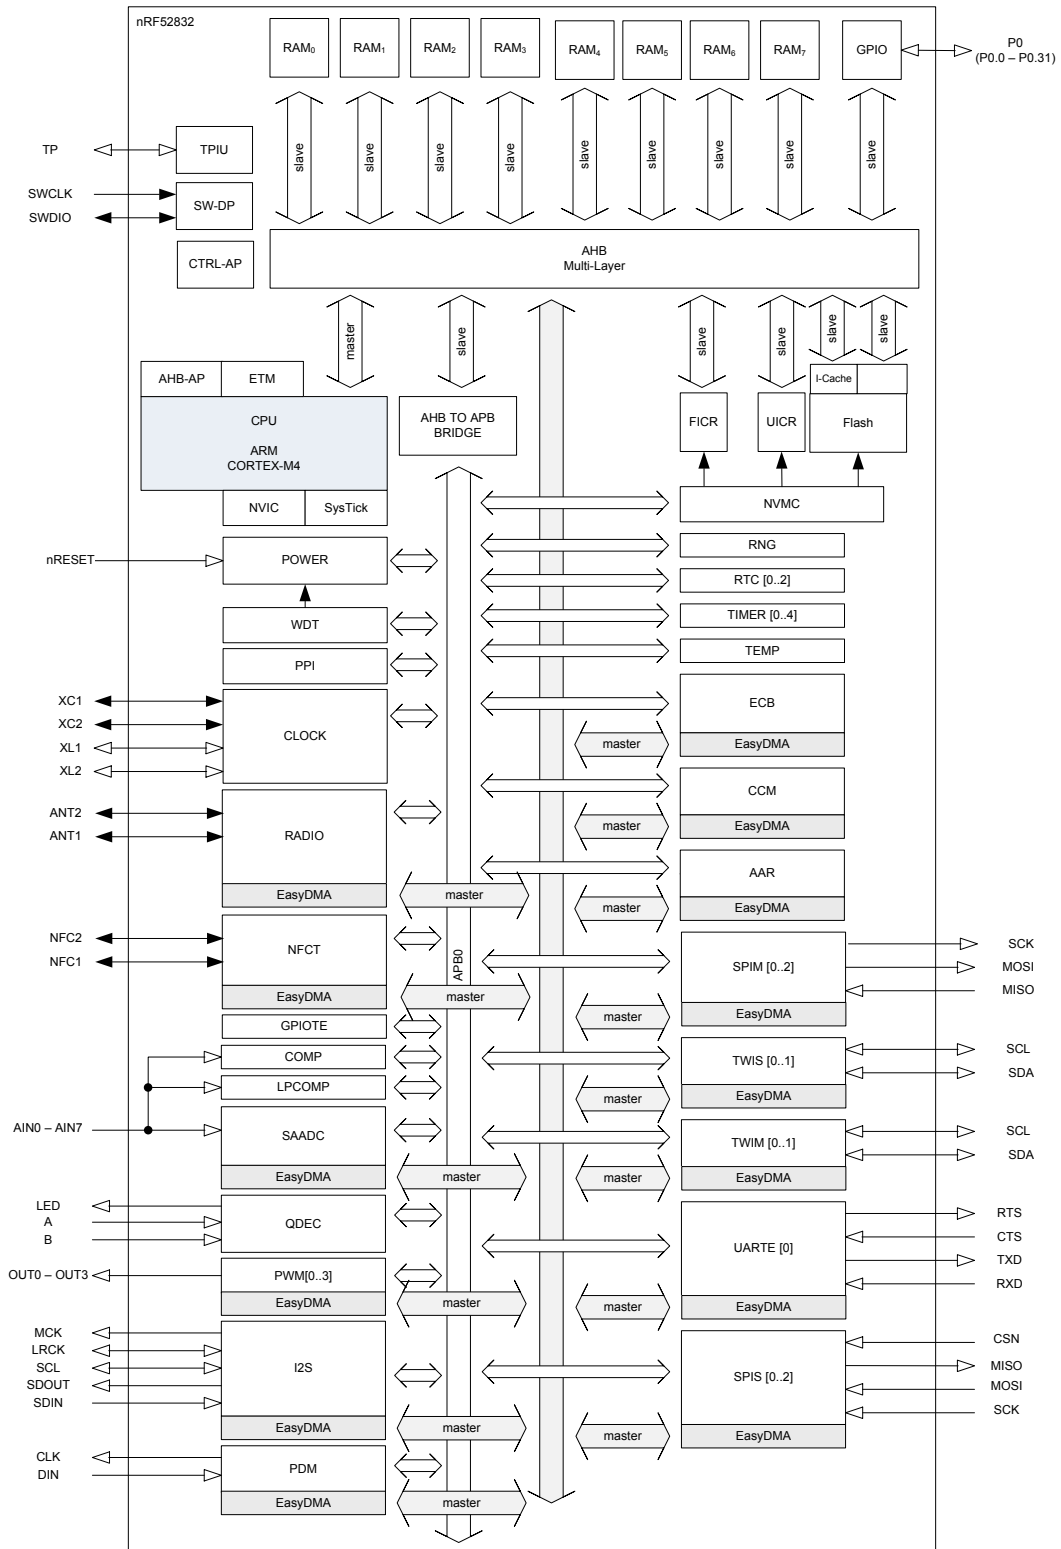 nRF52832
RAM0
RAM1
RAM2
RAM3
RAM4
RAM5
RAM6
RAM7
GPIO
P0
(P0.0 – P0.31)
slave
slave
slave
slave
slave
slave
slave
slave
slave
TP
TPIU
SWCLK
SWDIO
SW-DP
CTRL-AP
AHB
Multi-Layer
master
slave
slave
slave
slave
slave
AHB-AP
ETM
I-Cache
CPU
ARM
CORTEX-M4
AHB TO APB
BRIDGE
FICR
UICR
Flash
NVIC
SysTick
NVMC
nRESET
POWER
RNG
RTC [0..2]
WDT
TIMER [0..4]
PPI
TEMP
XC1
XC2
XL1
XL2
CLOCK
ECB
master
EasyDMA
CCM
master
EasyDMA
ANT2
ANT1
RADIO
EasyDMA
master
AAR
master
EasyDMA
NFC2
NFC1
NFCT
EasyDMA
master
APB0
SPIM [0..2]
master
EasyDMA
SCK
MOSI
MISO
GPIOTE
COMP
LPCOMP
TWIS [0..1]
master
EasyDMA
SCL
SDA
AIN0 – AIN7
SAADC
EasyDMA
master
TWIM [0..1]
master
EasyDMA
SCL
SDA
LED
A
B
QDEC
UARTE [0]
master
EasyDMA
RTS
CTS
TXD
RXD
OUT0 – OUT3
PWM[0..3]
EasyDMA
master
MCK
LRCK
SCL
SDOUT
SDIN
I2S
EasyDMA
master
SPIS [0..2]
master
EasyDMA
CSN
MISO
MOSI
SCK
CLK
DIN
PDM
EasyDMA
master